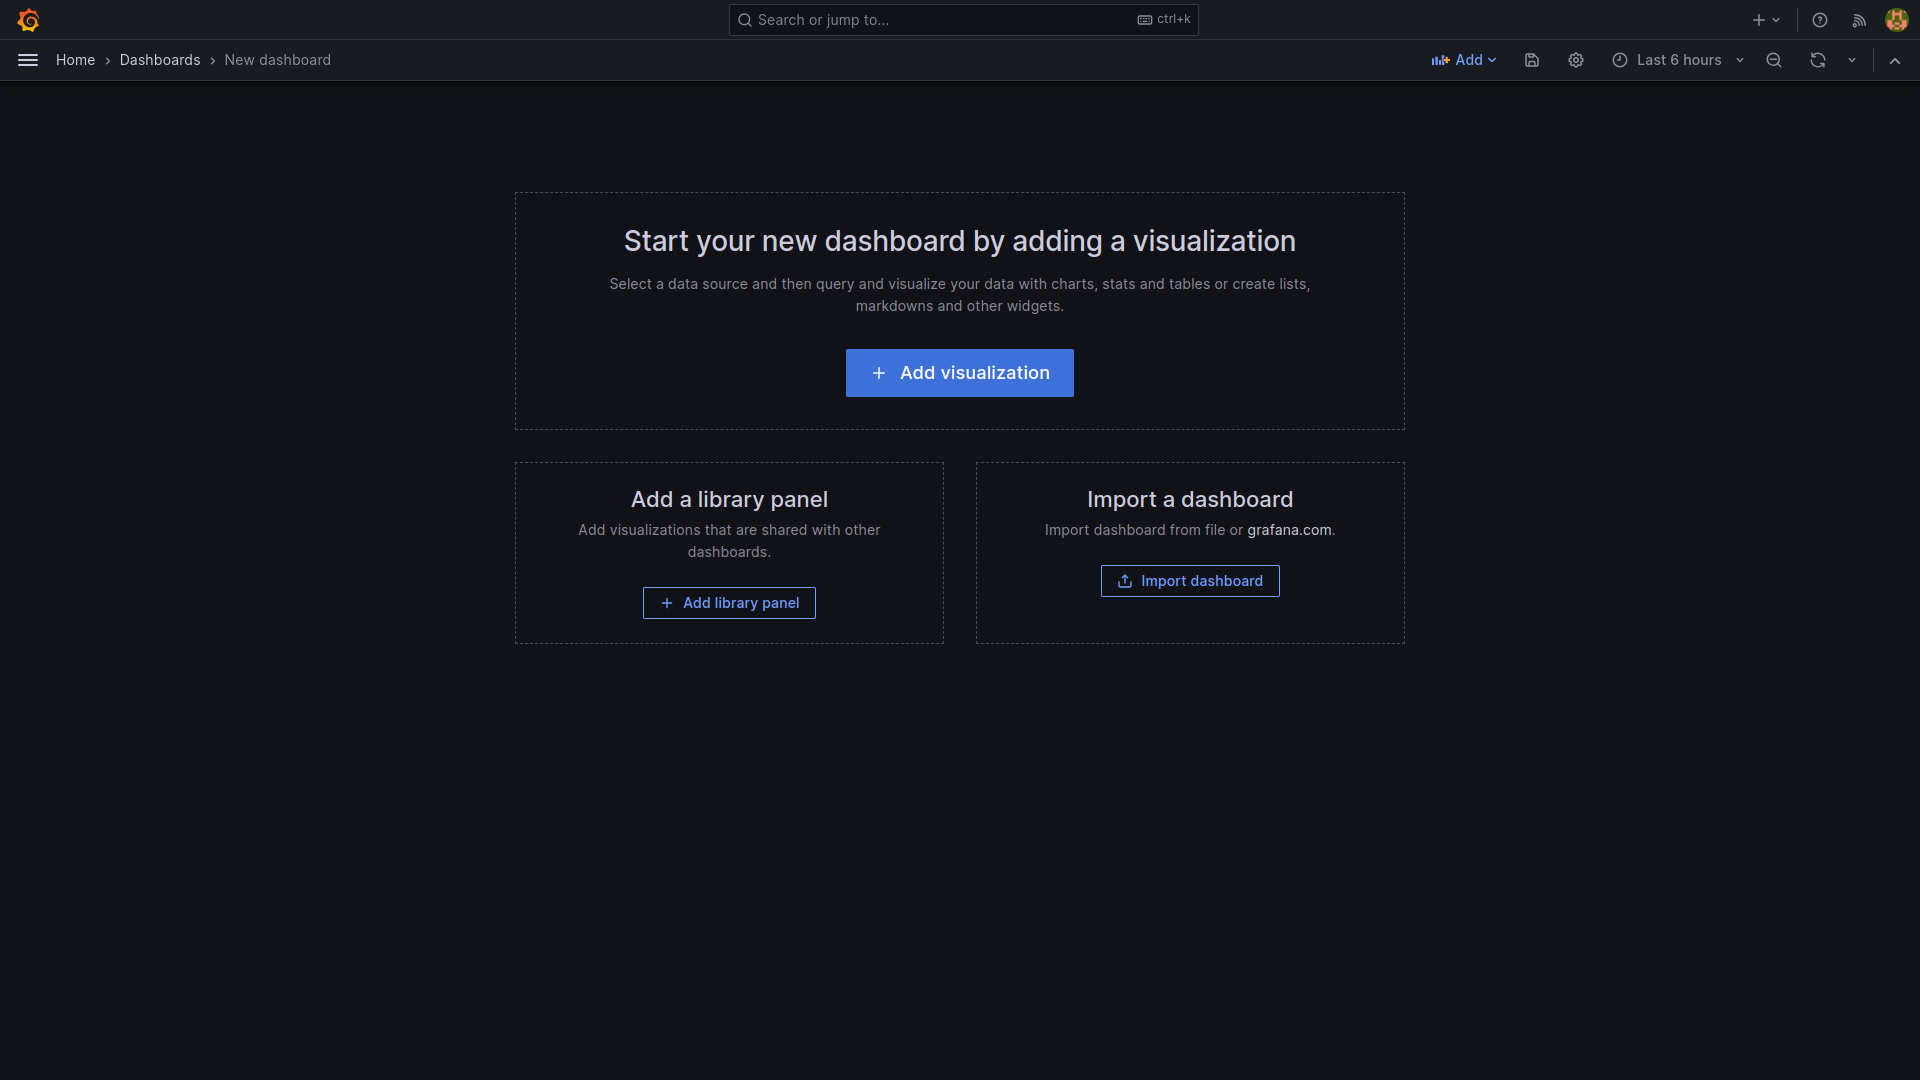 Search or jump to...
ctrl+k
Home
Dashboards
New dashboard
Add
Last 6 hours
Start your new dashboard by adding a visualization
Select a data source and then query and visualize your data with charts, stats and tables or create lists,
markdowns and other widgets.
Add visualization
Add a library panel
Add visualizations that are shared with other
dashboards.
Add library panel
Import a dashboard
Import dashboard from file or grafana.com.
Import dashboard